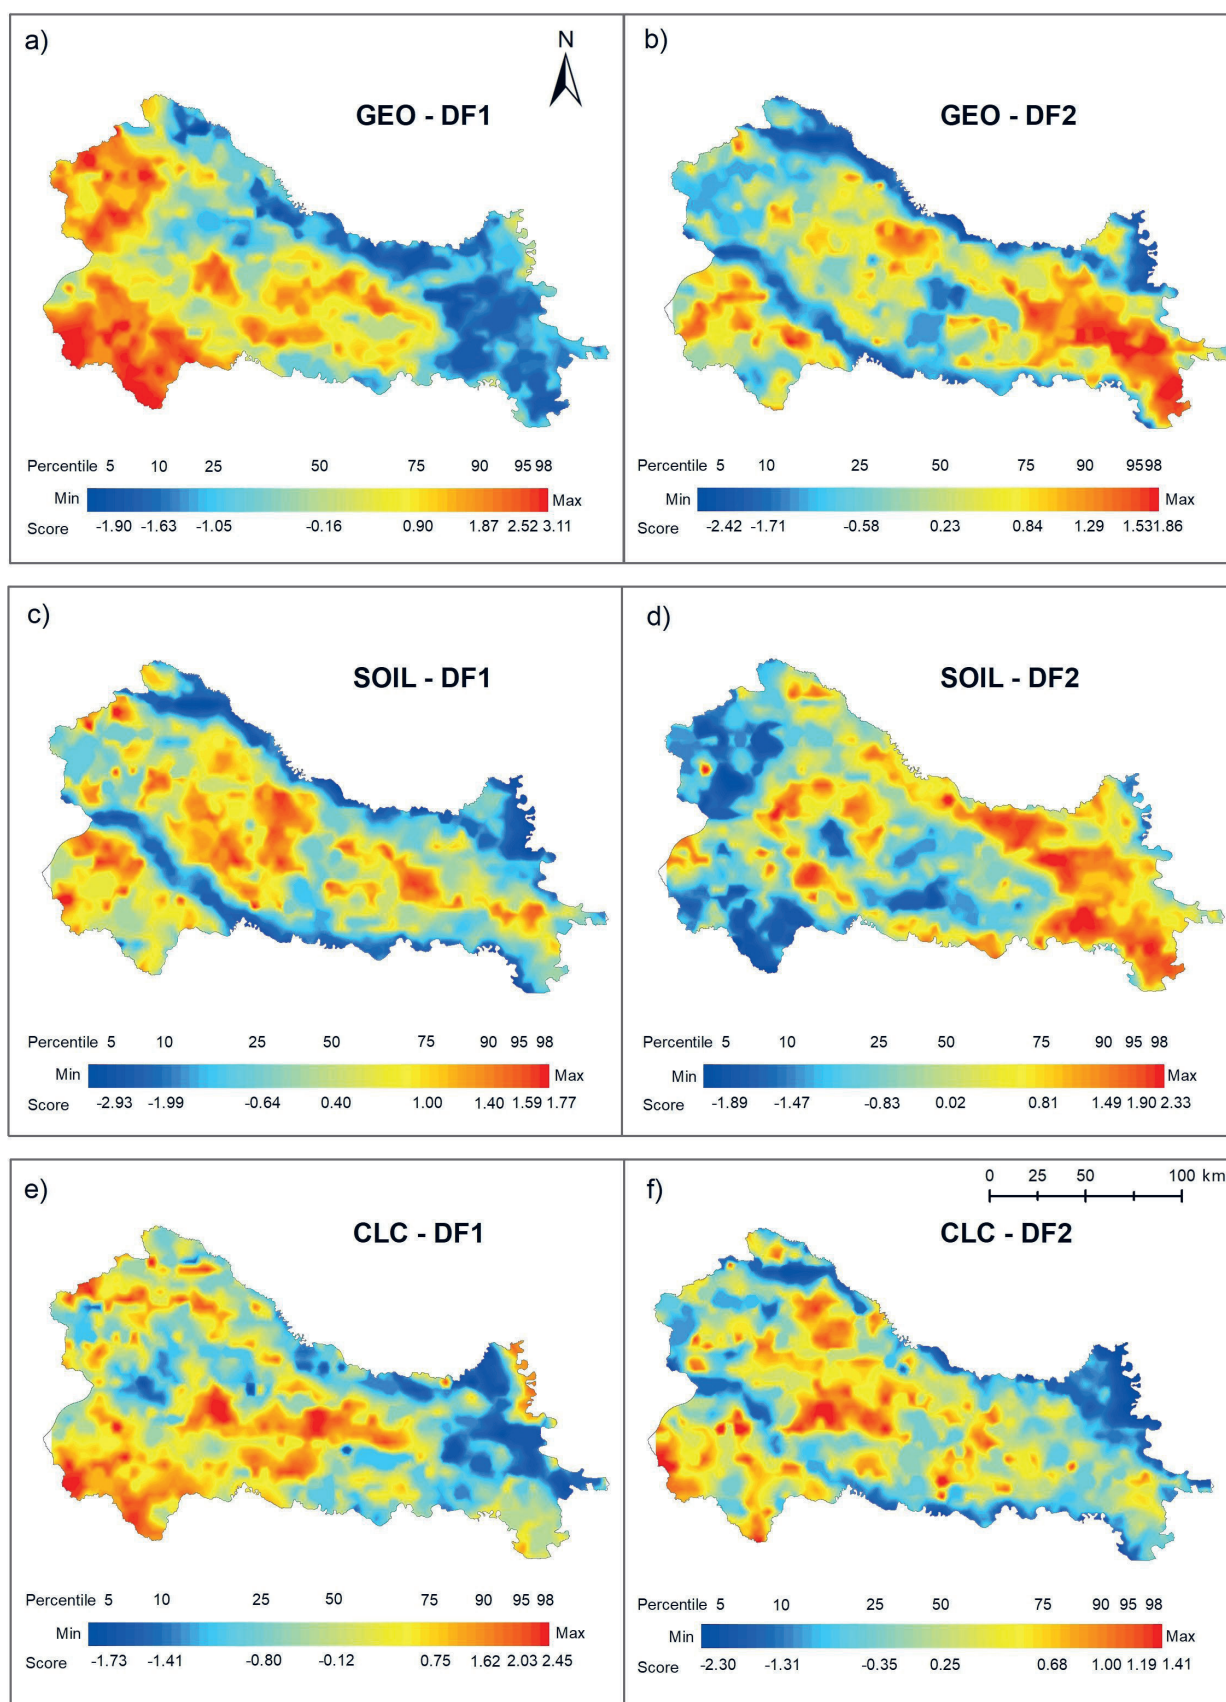 a)
N
GEO - DF1
Percentile 5 10 25 50 75 90 95 98
Min Max
Score -1.90 -1.63 -1.05 -0.16 0.90 1.87 2.52 3.11
b)
GEO - DF2
Percentile 5 10 25 50 75 90 9598
Min Max
Score -2.42 -1.71 -0.58 0.23 0.84 1.29 1.531.86
c)
SOIL - DF1
Percentile 5 10 25 50 75 90 95 98
Min Max
Score -2.93 -1.99 -0.64 0.40 1.00 1.40 1.59 1.77
d)
SOIL - DF2
Percentile 5 10 25 50 75 90 95 98
Min Max
Score -1.89 -1.47 -0.83 0.02 0.81 1.49 1.90 2.33
e)
CLC - DF1
Percentile 5 10 25 50 75 90 95 98
Min Max
Score -1.73 -1.41 -0.80 -0.12 0.75 1.62 2.03 2.45
f)
0 25 50 100 km
CLC - DF2
Percentile 5 10 25 50 75 90 95 98
Min Max
Score -2.30 -1.31 -0.35 0.25 0.68 1.00 1.19 1.41